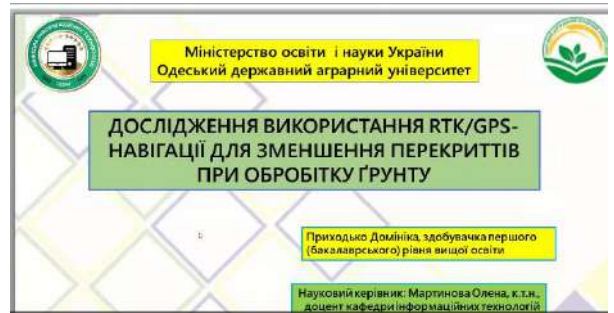 Міністерство освіти і науки України
Одеський державний аграрний університет
ДОСЛІДЖЕННЯ ВИКОРИСТАННЯ RTK/GPS-
НАВІГАЦІЇ ДЛЯ ЗМЕНШЕННЯ ПЕРЕКРИТТІВ
ПРИ ОБРОБІТКУ ҐРУНТУ
Приходько Домініка, здобувачка першого
(бакалаврського) рівня вищої освіти
Науковий керівник: Мартинова Олена, к.т.н.,
доцент кафедри інформаційних технологій